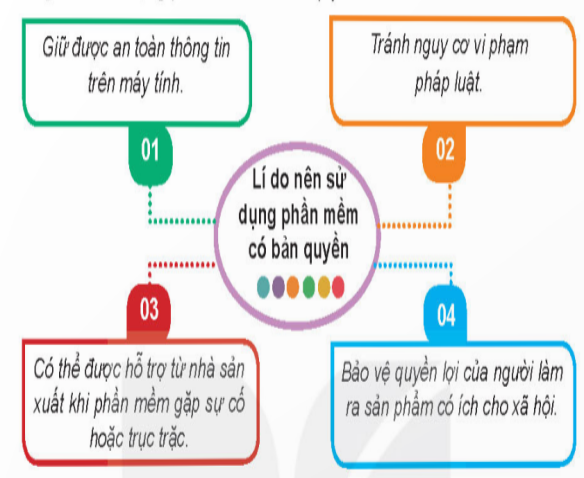 Giữ được an toàn thông tin
trên máy tính.
01
Tránh nguy cơ vi phạm
pháp luật.
02
Lí do nên sử
dụng phần mềm
có bản quyền
03
Có thể được hỗ trợ từ nhà sản
xuất khi phần mềm gặp sự cố
hoặc trục trặc.
04
Bảo vệ quyền lợi của người làm
ra sản phẩm có ích cho xã hội.